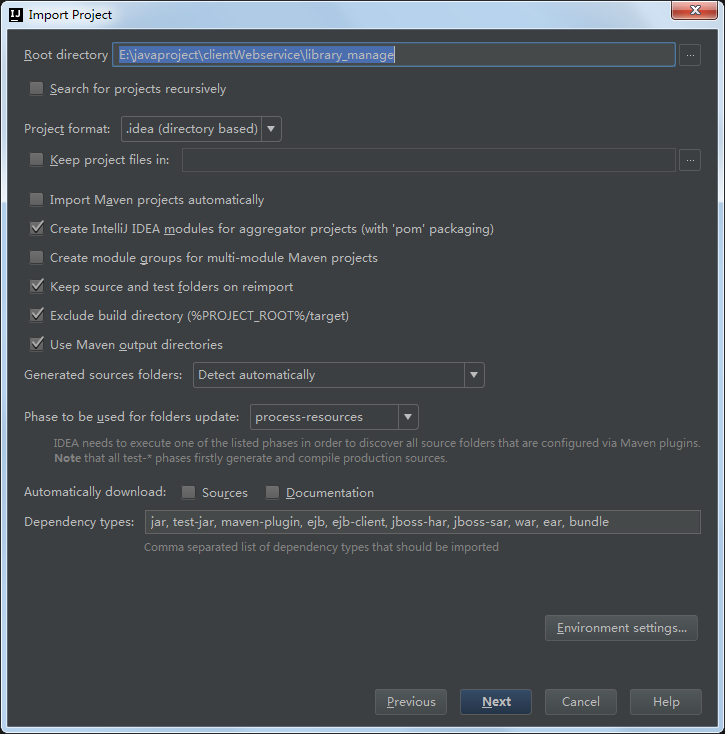 IJ Import Project
Root directory E:\javaproject\clientWebservice\library_manage ...
Search for projects recursively
Project format: .idea (directory based)
Keep project files in: ...
Import Maven projects automatically
Create IntelliJ IDEA modules for aggregator projects (with 'pom' packaging)
Create module groups for multi-module Maven projects
Keep source and test folders on reimport
Exclude build directory (%PROJECT_ROOT%/target)
Use Maven output directories
Generated sources folders: Detect automatically
Phase to be used for folders update: process-resources
IDEA needs to execute one of the listed phases in order to discover all source folders that are configured via Maven plugins.
Note that all test-* phases firstly generate and compile production sources.
Automatically download: Sources Documentation
Dependency types: jar, test-jar, maven-plugin, ejb, ejb-client, jboss-har, jboss-sar, war, ear, bundle
Comma separated list of dependency types that should be imported
Environment settings...
Previous Next Cancel Help